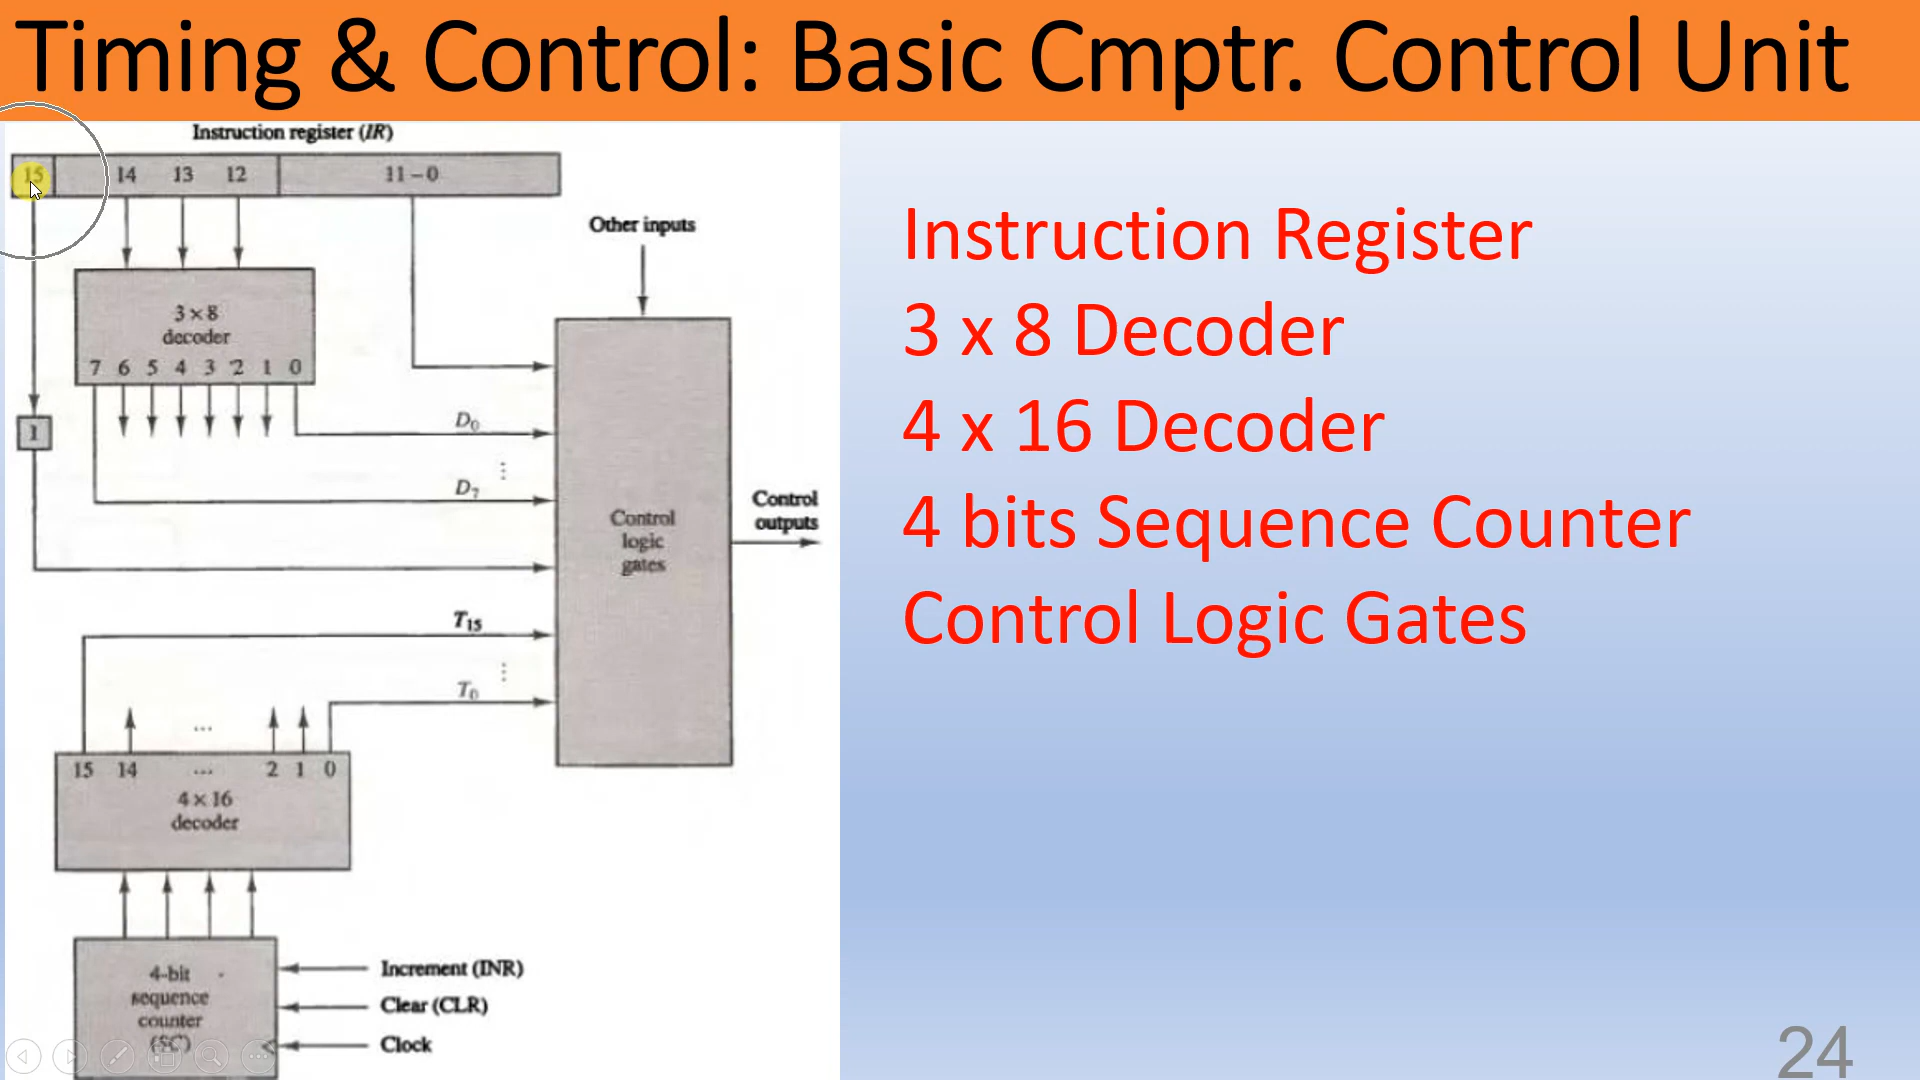 Timing & Control: Basic Cmptr. Control Unit
Instruction register (IR)
15 14 13 12 11 – 0
Other inputs
3 × 8
decoder
7 6 5 4 3 2 1 0
1
D0
⋮
D7
Control
logic
gates
Control
outputs
T15
⋮
T0
...
15 14 ... 2 1 0
4 × 16
decoder
4-bit
sequence
counter
(SC)
Increment (INR)
Clear (CLR)
Clock
Instruction Register
3 x 8 Decoder
4 x 16 Decoder
4 bits Sequence Counter
Control Logic Gates
24